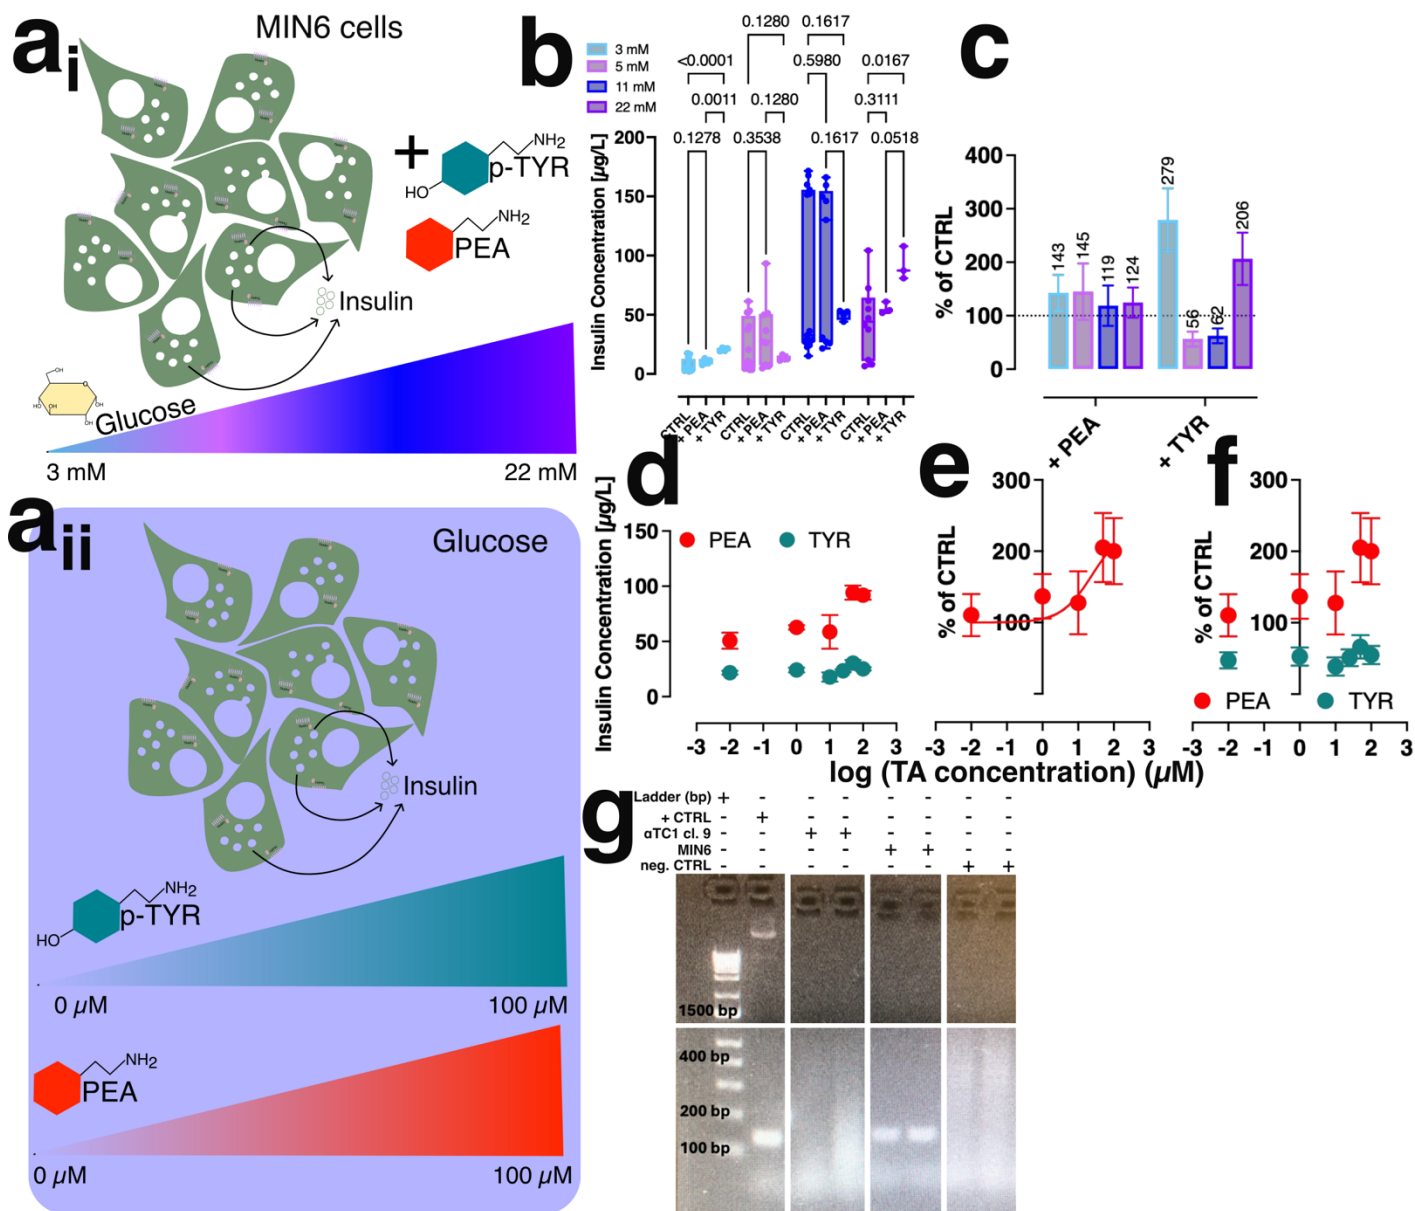 ai
MIN6 cells
+
NH2
p-TYR
HO
NH2
PEA
Insulin
OH
HO
OH
OH
OH
Glucose
3 mM
22 mM
b
3 mM
5 mM
11 mM
22 mM
0.1280
0.1617
<0.0001
0.5980
0.0167
0.0011
0.1280
0.3111
0.1278
0.3538
0.1617
0.0518
Insulin Concentration [µg/L]
200
150
100
50
0
CTRL
+ PEA
+ TYR
CTRL
+ PEA
+ TYR
CTRL
+ PEA
+ TYR
CTRL
+ PEA
+ TYR
c
% of CTRL
400
300
200
100
0
143
145
119
124
279
56
62
206
+ PEA
+ TYR
aii
Glucose
Insulin
NH2
p-TYR
HO
0 µM
100 µM
NH2
PEA
0 µM
100 µM
d
Insulin Concentration [µg/L]
150
100
50
0
PEA
TYR
-3 -2 -1 0 1 2 3
e
% of CTRL
300
200
100
-3 -2 -1 0 1 2 3
f
% of CTRL
300
200
100
PEA
TYR
-3 -2 -1 0 1 2 3
log (TA concentration) (µM)
g
Ladder (bp) + - - - - - - -
+ CTRL - + - - - - - -
αTC1 cl. 9 - - + + - - - -
MIN6 - - - - + + - -
neg. CTRL - - - - - - + +
1500 bp
400 bp
200 bp
100 bp